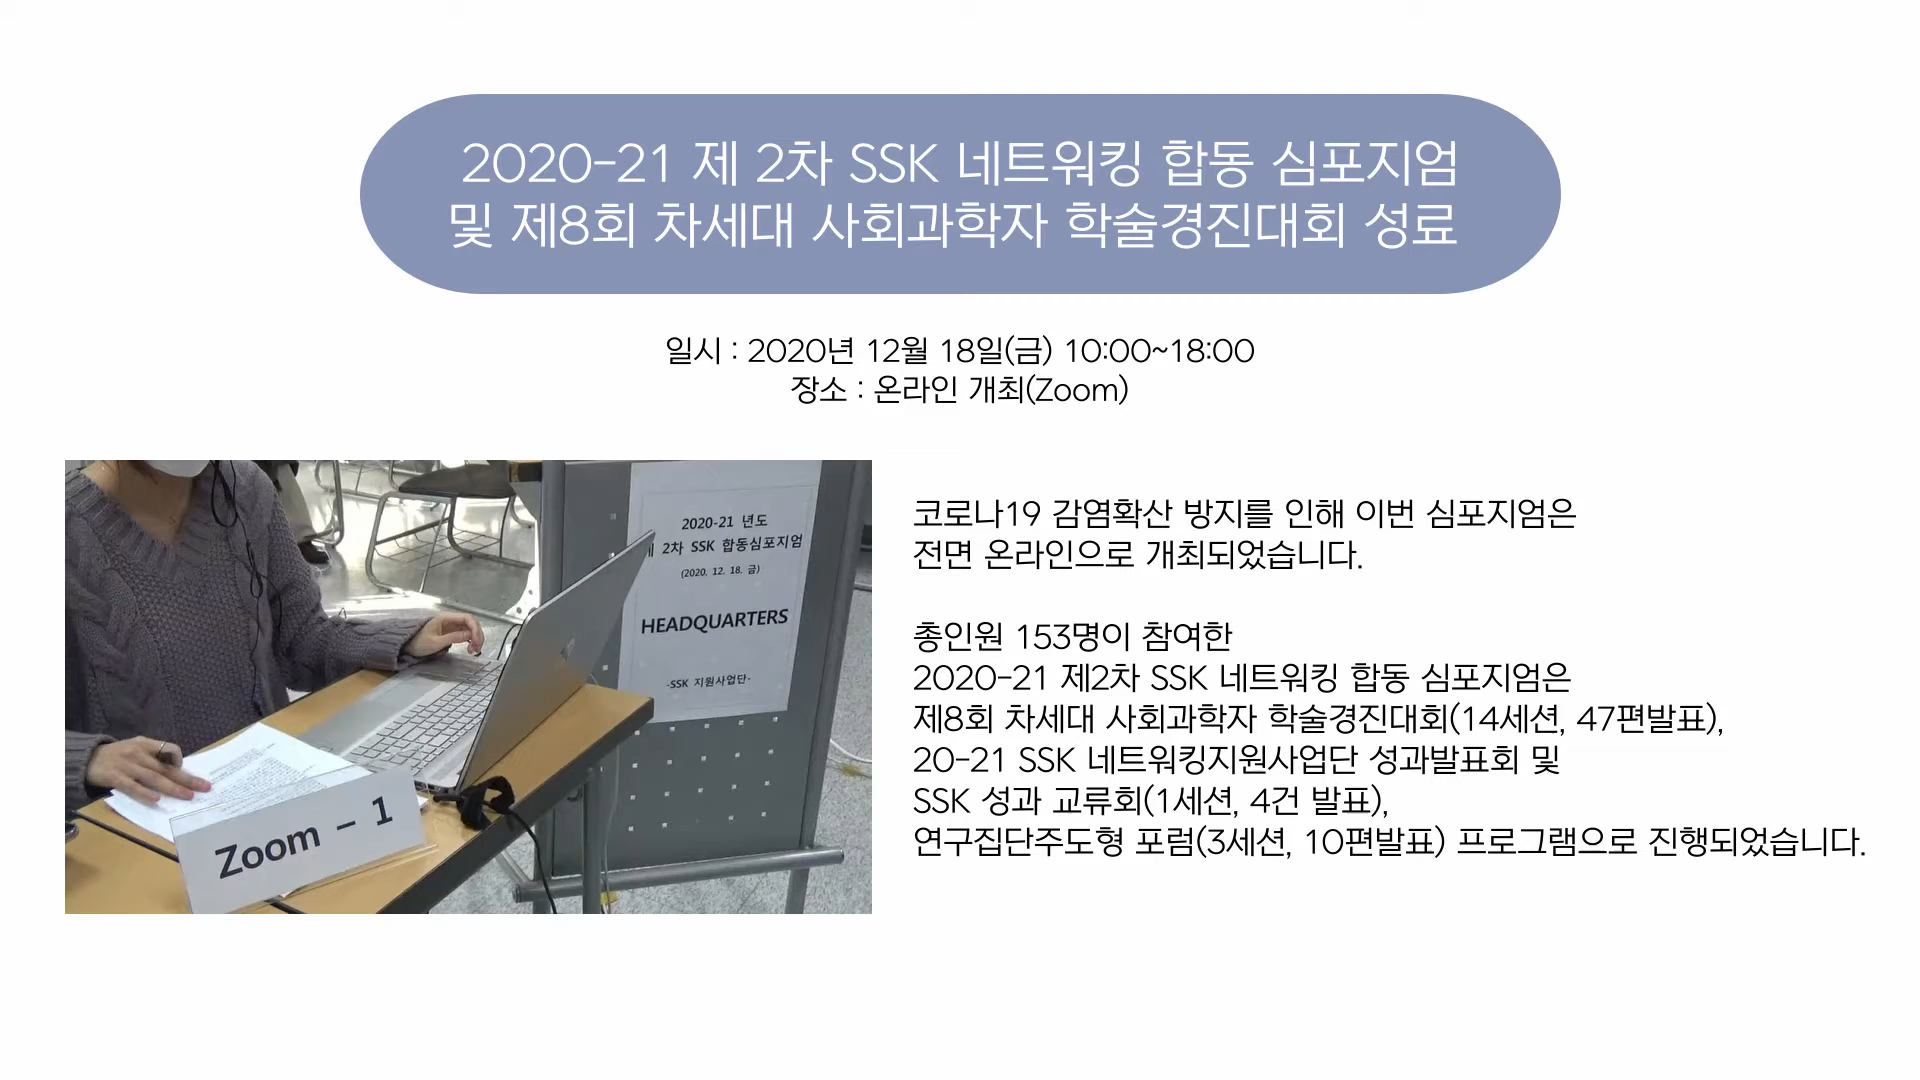 2020-21 제 2차 SSK 네트워킹 합동 심포지엄
및 제8회 차세대 사회과학자 학술경진대회 성료
일시 : 2020년 12월 18일(금) 10:00~18:00
장소 : 온라인 개최(Zoom)
2020-21 년도
2차 SSK 합동심포지엄
(2020. 12. 18. 금)
HEADQUARTERS
-SSK 지원사업단-
Zoom - 1
코로나19 감염확산 방지를 인해 이번 심포지엄은
전면 온라인으로 개최되었습니다.
총인원 153명이 참여한
2020-21 제2차 SSK 네트워킹 합동 심포지엄은
제8회 차세대 사회과학자 학술경진대회(14세션, 47편발표),
20-21 SSK 네트워킹지원사업단 성과발표회 및
SSK 성과 교류회(1세션, 4건 발표),
연구집단주도형 포럼(3세션, 10편발표) 프로그램으로 진행되었습니다.